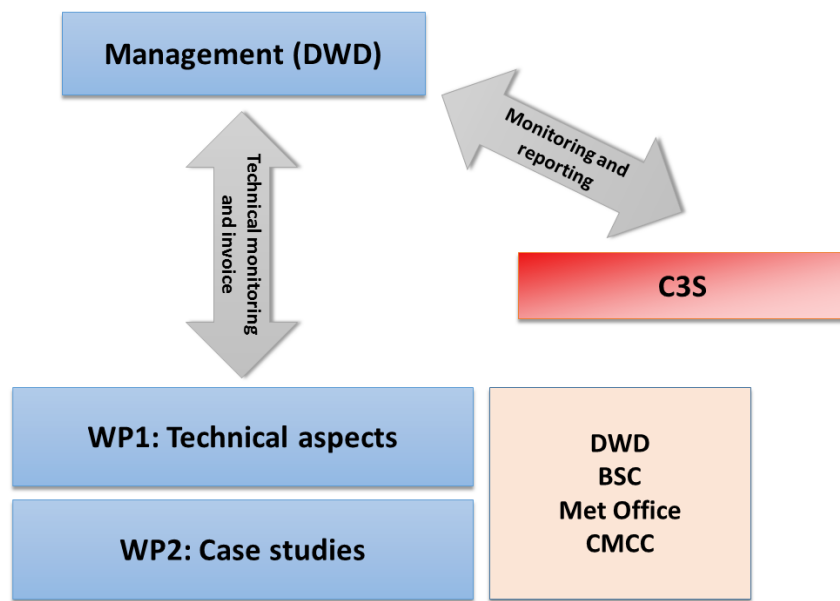 Management (DWD)
Technical monitoring
and invoice
Monitoring and
reporting
C3S
WP1: Technical aspects
WP2: Case studies
DWD
BSC
Met Office
CMCC